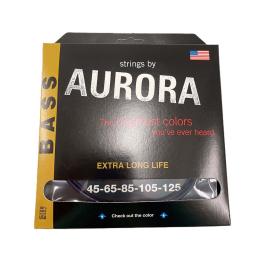 strings by
AURORA
BASS
The brightest colors
you've ever heard
EXTRA LONG LIFE
45-65-85-105-125
Check out the color